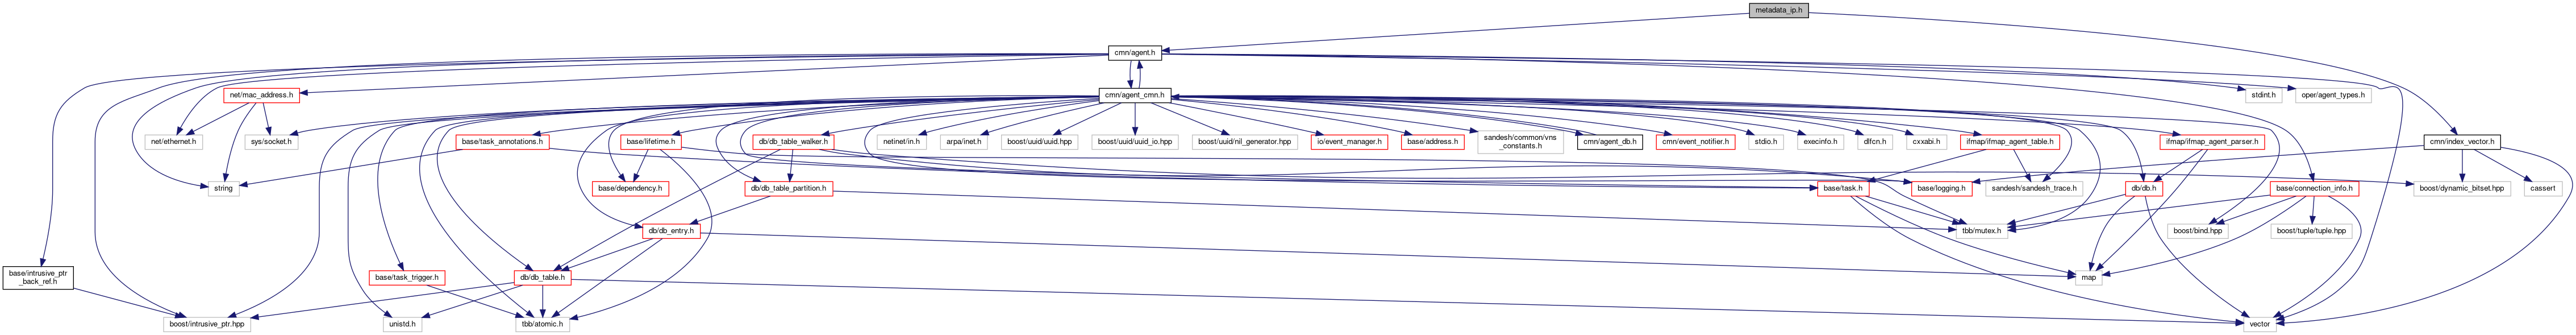 metadata_ip.h
cmn/agent.h
net/mac_address.h
cmn/agent_cmn.h
stdint.h
oper/agent_types.h
net/ethernet.h
sys/socket.h
base/task_annotations.h
base/lifetime.h
db/db_table_walker.h
netinet/in.h
arpa/inet.h
boost/uuid/uuid.hpp
boost/uuid/uuid_io.hpp
boost/uuid/nil_generator.hpp
io/event_manager.h
base/address.h
sandesh/common/vns
_constants.h
cmn/agent_db.h
cmn/event_notifier.h
stdio.h
execinfo.h
dlfcn.h
cxxabi.h
ifmap/ifmap_agent_table.h
ifmap/ifmap_agent_parser.h
cmn/index_vector.h
string
base/dependency.h
db/db_table_partition.h
base/task.h
base/logging.h
sandesh/sandesh_trace.h
db/db.h
base/connection_info.h
boost/dynamic_bitset.hpp
cassert
db/db_entry.h
tbb/mutex.h
boost/bind.hpp
boost/tuple/tuple.hpp
base/intrusive_ptr
_back_ref.h
base/task_trigger.h
db/db_table.h
map
boost/intrusive_ptr.hpp
unistd.h
tbb/atomic.h
vector